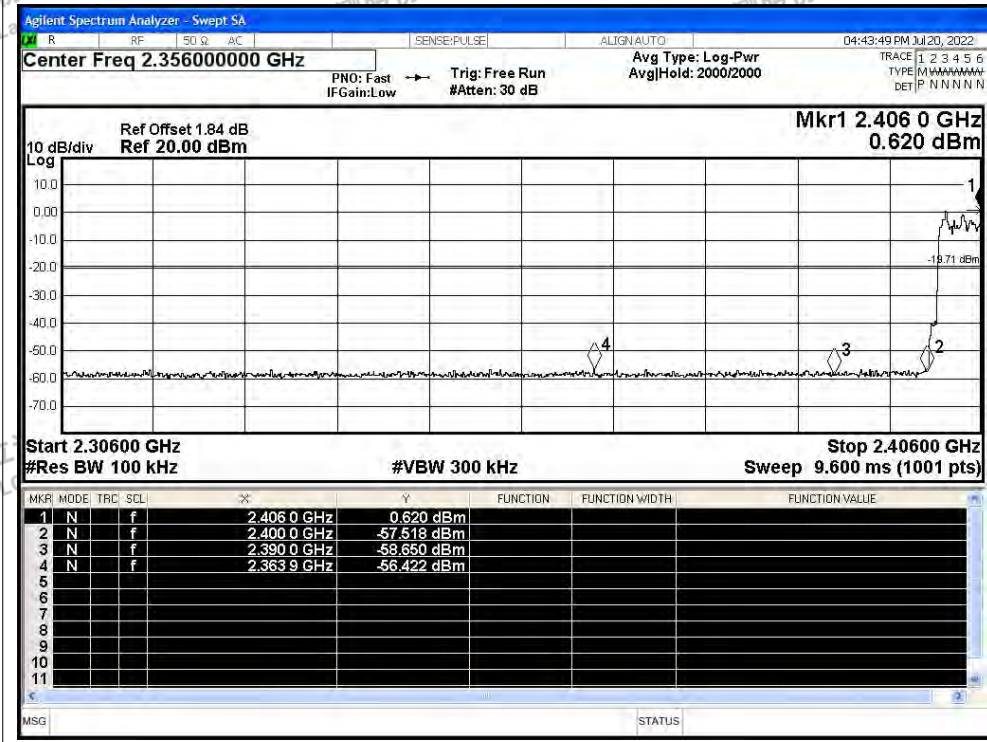 Agilent Spectrum Analyzer - Swept SA
R RF 50 Ω AC SENSE:PULSE ALIGN AUTO 04:43:49 PM Jul 20, 2022
Center Freq 2.356000000 GHz
PNO: Fast Trig: Free Run
IFGain:Low #Atten: 30 dB
Avg Type: Log-Pwr
Avg|Hold: 2000/2000
TRACE 1 2 3 4 5 6
TYPE M WWWWW
DET P N N N N N
Mkr1 2.406 0 GHz
0.620 dBm
Ref Offset 1.84 dB
10 dB/div Ref 20.00 dBm
Log
10.0
0.00
-10.0
-20.0
-30.0
-40.0
-50.0
-60.0
-70.0
1
-19.71 dBm
4
3
2
Start 2.30600 GHz Stop 2.40600 GHz
#Res BW 100 kHz #VBW 300 kHz Sweep 9.600 ms (1001 pts)
MKR MODE TRC SCL X Y FUNCTION FUNCTION WIDTH FUNCTION VALUE
1 N f 2.406 0 GHz 0.620 dBm
2 N f 2.400 0 GHz -57.518 dBm
3 N f 2.390 0 GHz -58.650 dBm
4 N f 2.363 9 GHz -56.422 dBm
5
6
7
8
9
10
11
MSG STATUS